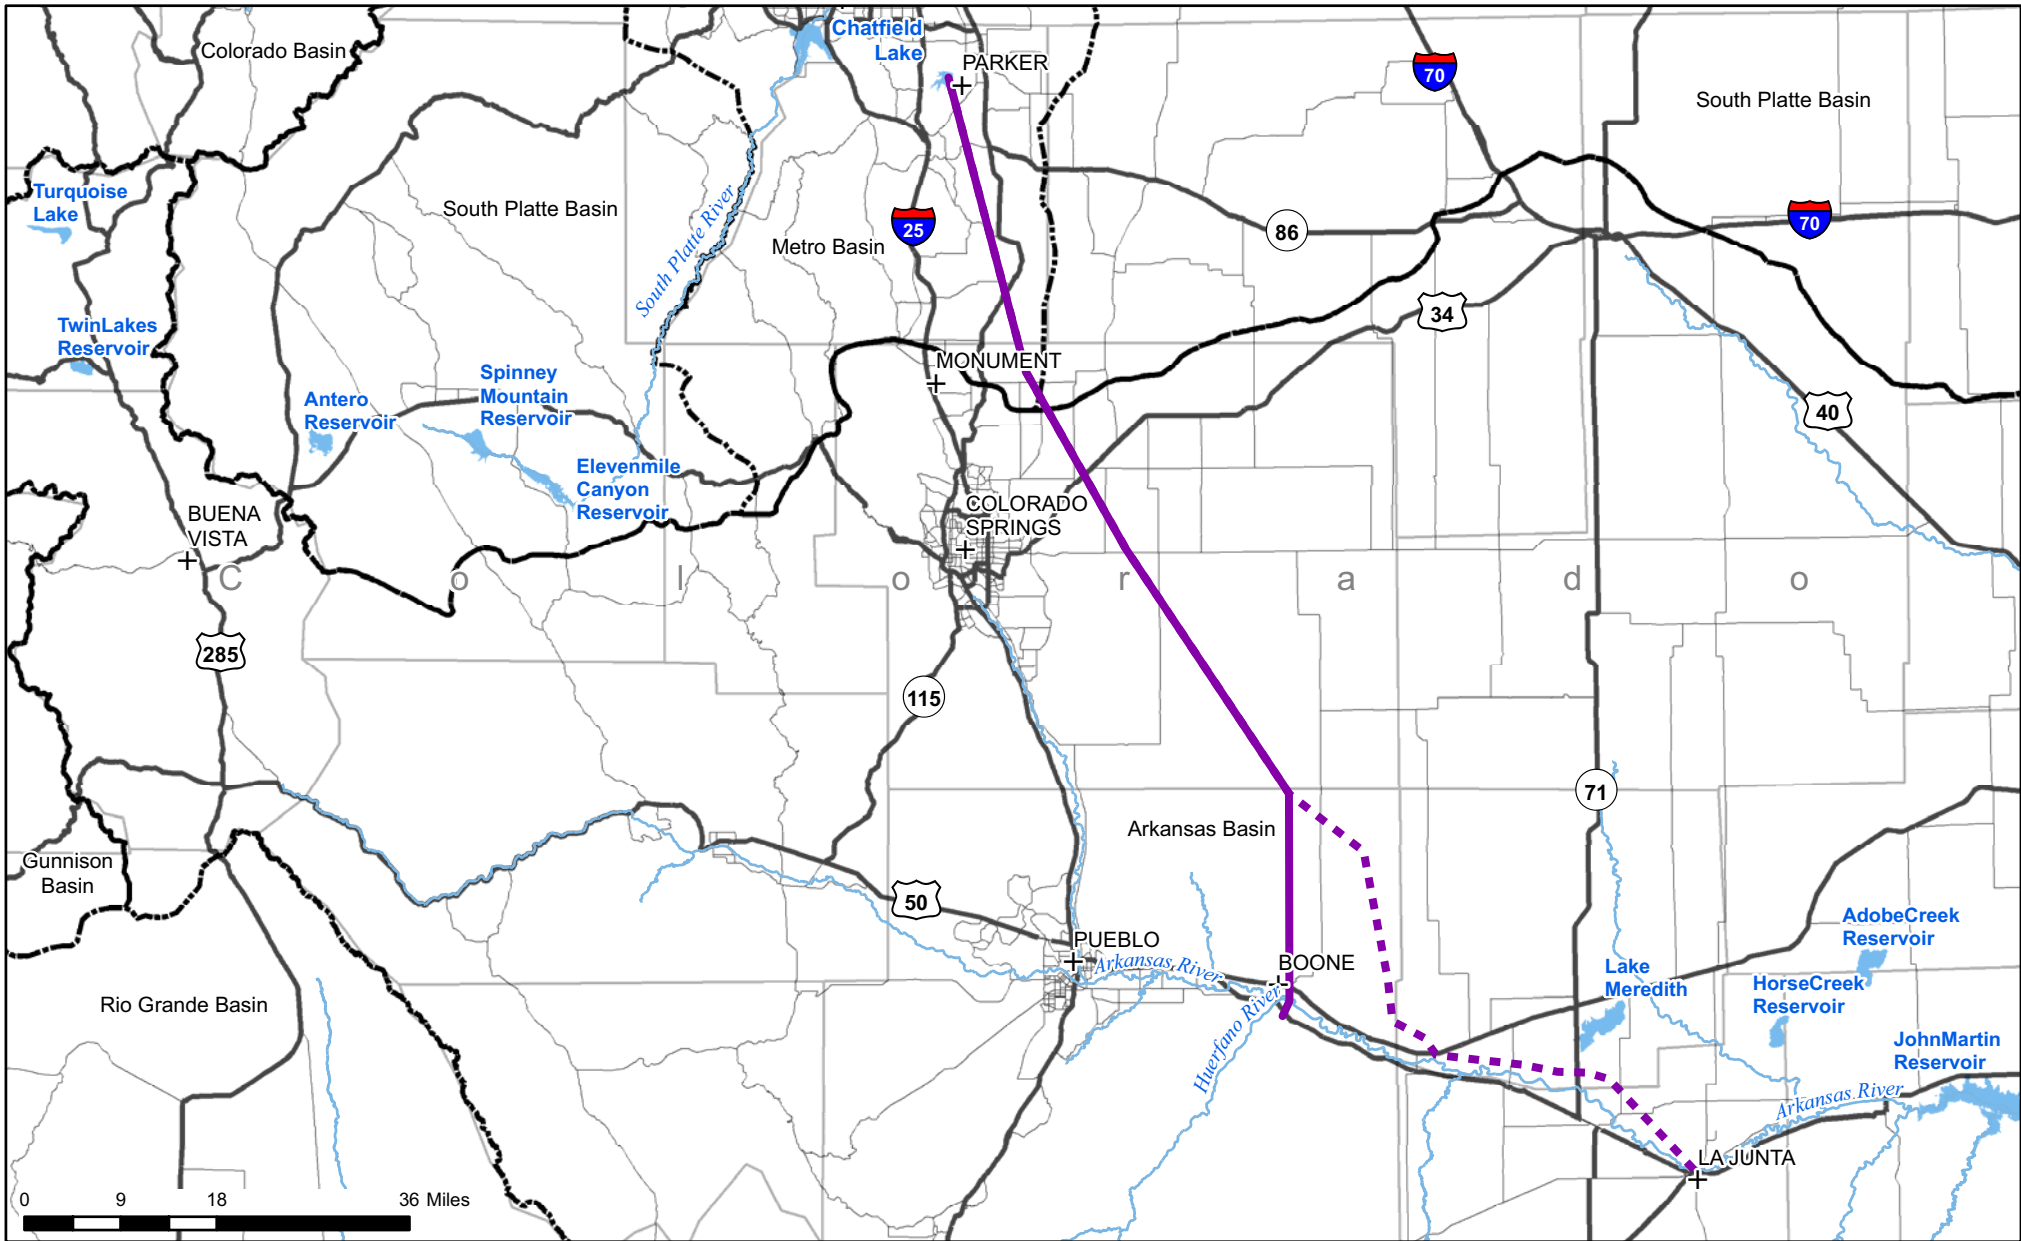 Chatfield
Lake
Colorado Basin
PARKER
70
South Platte Basin
Turquoise
Lake
South Platte Basin
South Platte River
25
Metro Basin
86
70
TwinLakes
Reservoir
34
MONUMENT
Spinney
Mountain
Reservoir
Antero
Reservoir
40
Elevenmile
Canyon
Reservoir
BUENA
VISTA
COLORADO
SPRINGS
C o l o r a d o
285
115
71
Arkansas Basin
Gunnison
Basin
50
AdobeCreek
Reservoir
PUEBLO
Arkansas River
BOONE
Lake
Meredith
HorseCreek
Reservoir
Rio Grande Basin
Huerfano River
JohnMartin
Reservoir
Arkansas River
LA JUNTA
0 9 18 36 Miles